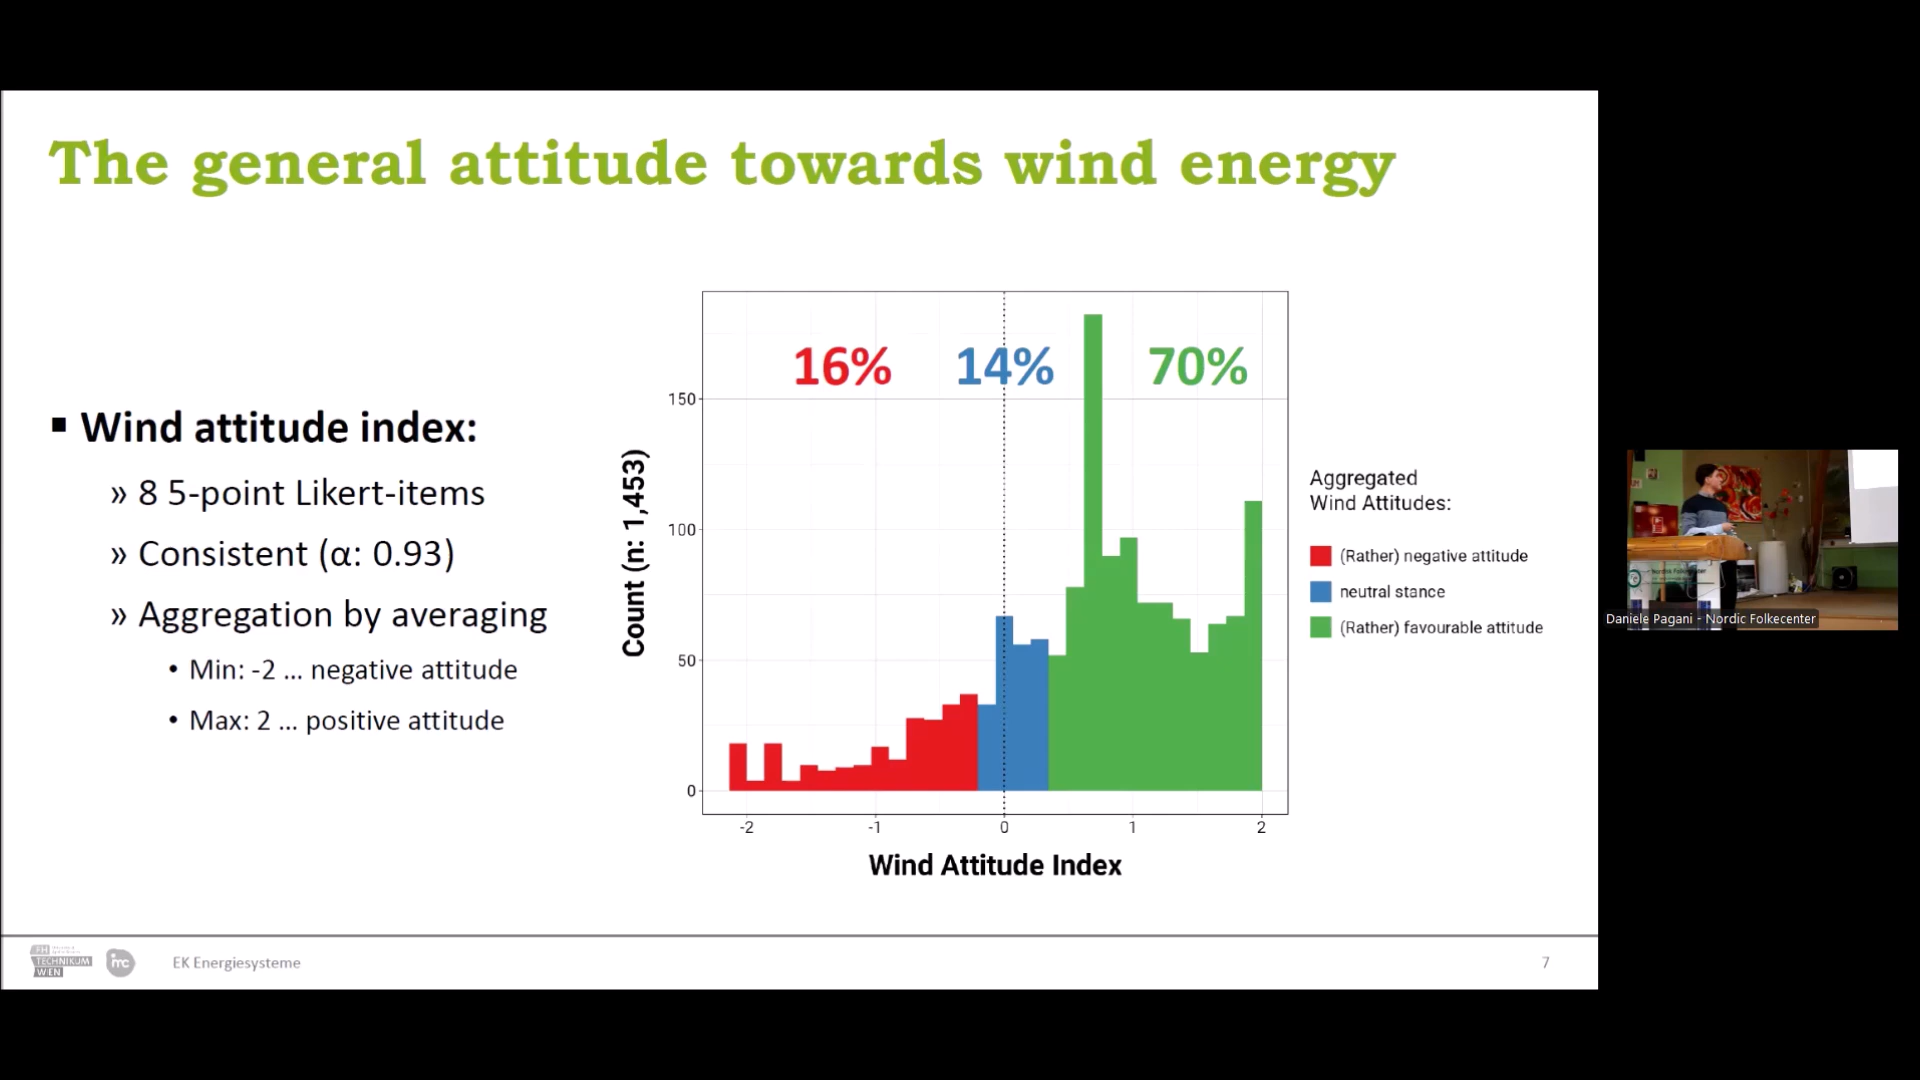 The general attitude towards wind energy
▪ Wind attitude index:
» 8 5-point Likert-items
» Consistent (α: 0.93)
» Aggregation by averaging
• Min: -2 ... negative attitude
• Max: 2 ... positive attitude
16% 14% 70%
150
100
50
0
Count (n: 1,453)
-2 -1 0 1 2
Wind Attitude Index
Aggregated
Wind Attitudes:
(Rather) negative attitude
neutral stance
(Rather) favourable attitude
Daniele Pagani - Nordic Folkecenter
FH
TECHNIKUM
WIEN
EK Energiesysteme
7